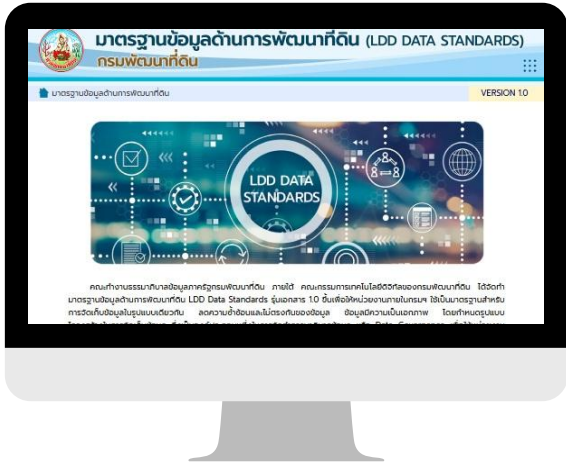 มาตรฐานข้อมูลด้านการพัฒนาที่ดิน (LDD DATA STANDARDS)
กรมพัฒนาที่ดิน
มาตรฐานข้อมูลด้านการพัฒนาที่ดิน
VERSION 1.0
LDD DATA
STANDARDS
คณะทำงานธรรมาภิบาลข้อมูลภาครัฐกรมพัฒนาที่ดิน ภายใต้ คณะกรรมการเทคโนโลยีดิจิทัลของกรมพัฒนาที่ดิน ได้จัดทำ
มาตรฐานข้อมูลด้านการพัฒนาที่ดิน LDD Data Standards รุ่นเอกสาร 1.0 ขึ้นเพื่อให้หน่วยงานภายในกรมฯ ใช้เป็นมาตรฐานสำหรับ
การจัดเก็บข้อมูลในรูปแบบเดียวกัน ลดความซ้ำซ้อนและไม่ตรงกันของข้อมูล ข้อมูลมีความเป็นเอกภาพ โดยกำหนดรูปแบบ